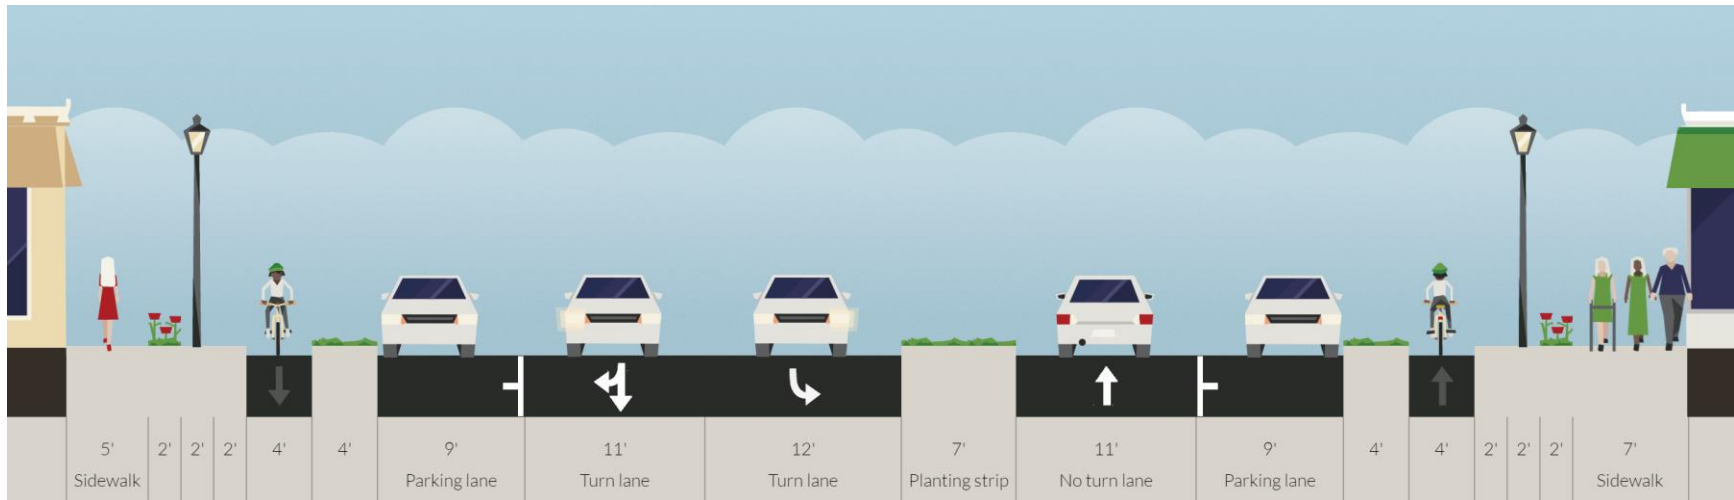 5' 2' 2' 2' 4' 4' 9' 11' 12' 7' 11' 9' 4' 4' 2' 2' 2' 7'
Sidewalk Parking lane Turn lane Turn lane Planting strip No turn lane Parking lane Sidewalk